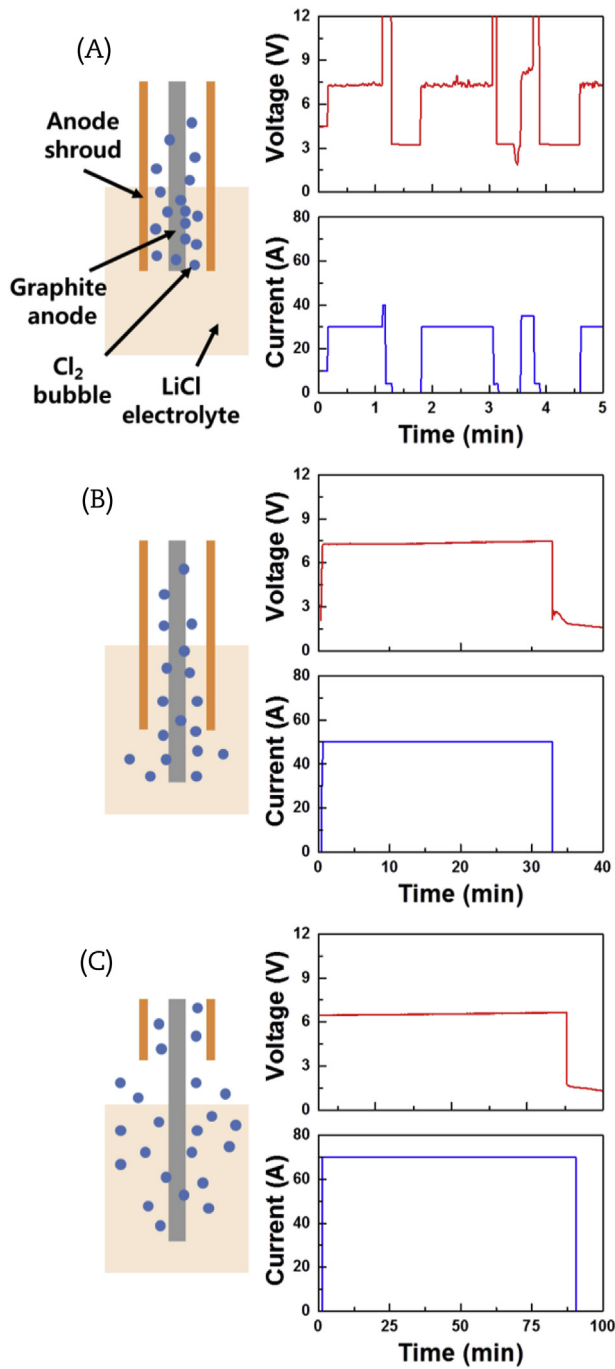 (A)
Anode
shroud
Graphite
anode
Cl₂
bubble
LiCl
electrolyte
Voltage (V)
12
9
6
3
0
Current (A)
80
60
40
20
0
0 1 2 3 4 5
Time (min)
(B)
Voltage (V)
12
9
6
3
0
Current (A)
80
60
40
20
0
0 10 20 30 40
Time (min)
(C)
Voltage (V)
12
9
6
3
0
Current (A)
80
60
40
20
0
0 25 50 75 100
Time (min)